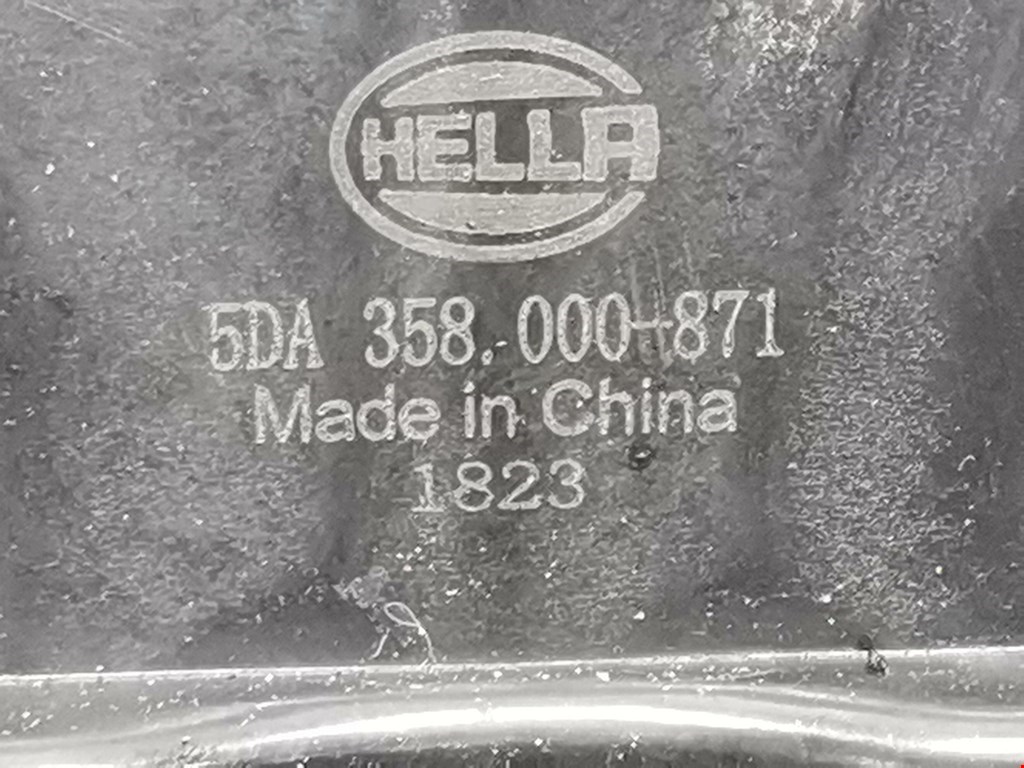 HELLA
5DA 358.000-871
Made in China
1823